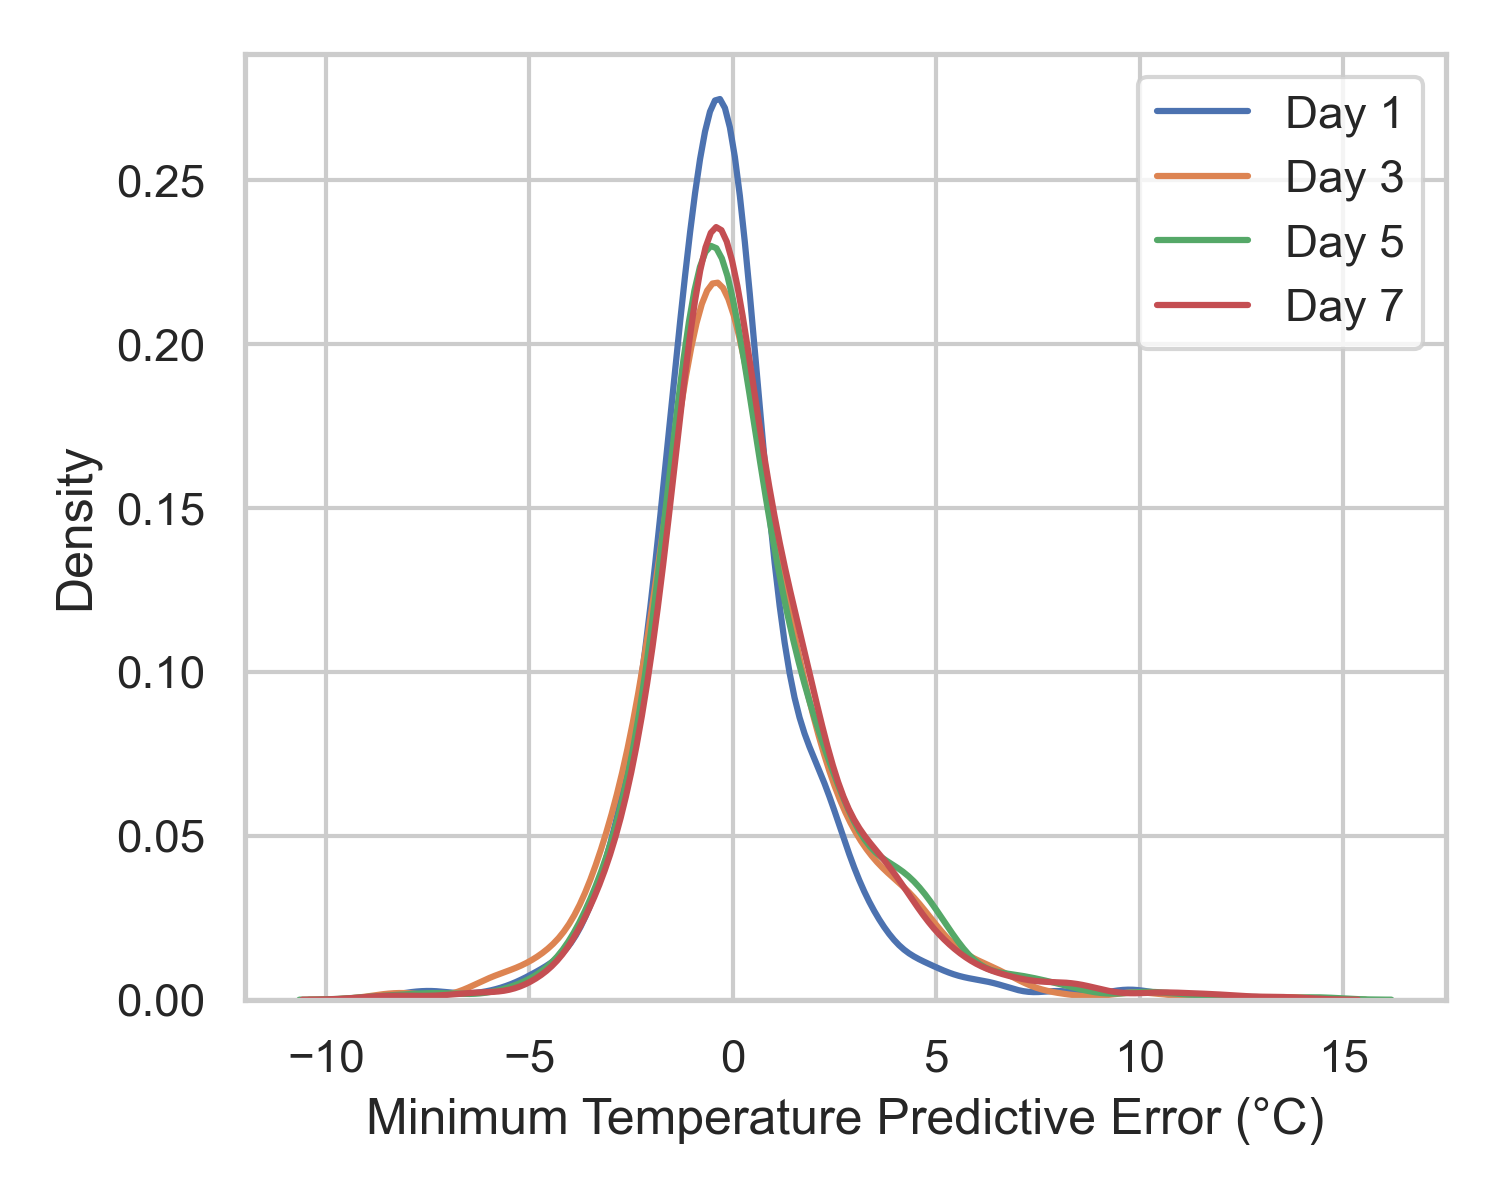 Day 1
Day 3
Day 5
Day 7
0.25
0.20
0.15
0.10
0.05
0.00
Density
−10 −5 0 5 10 15
Minimum Temperature Predictive Error (°C)